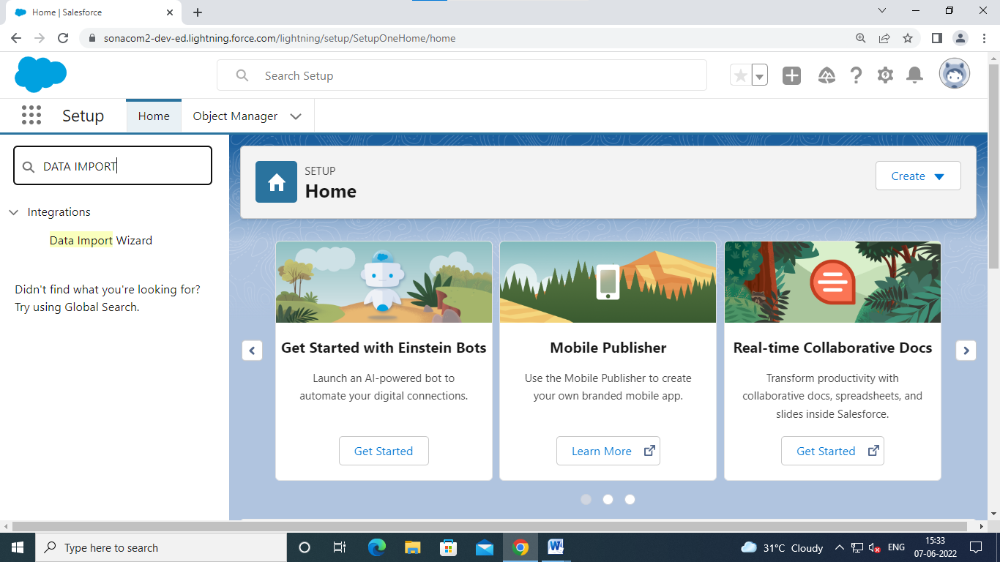 Home | Salesforce
sonacom2-dev-ed.lightning.force.com/lightning/setup/SetupOneHome/home
Search Setup
Setup
Home
Object Manager
DATA IMPORT
Integrations
Data Import Wizard
Didn't find what you're looking for?
Try using Global Search.
SETUP
Home
Create
Get Started with Einstein Bots
Launch an AI-powered bot to
automate your digital connections.
Get Started
Mobile Publisher
Use the Mobile Publisher to create
your own branded mobile app.
Learn More
Real-time Collaborative Docs
Transform productivity with
collaborative docs, spreadsheets, and
slides inside Salesforce.
Get Started
Type here to search
31°C Cloudy
ENG
15:33
07-06-2022